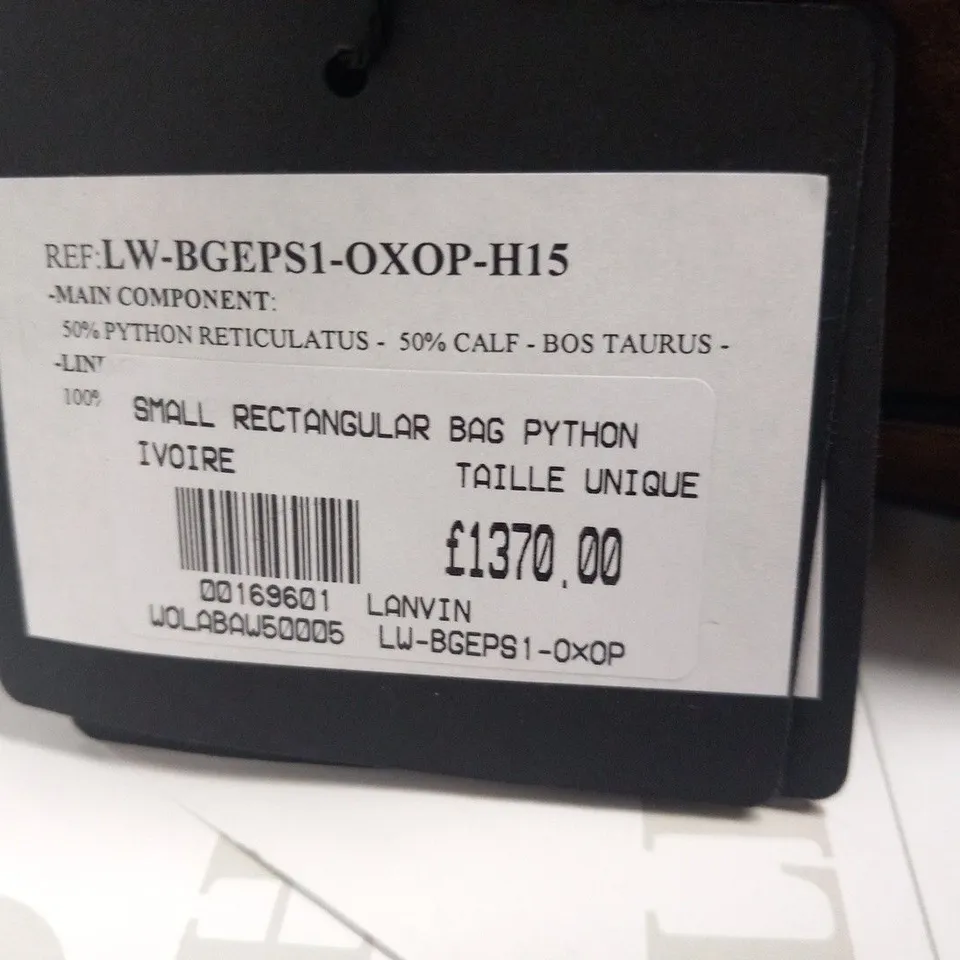 REF:LW-BGEPS1-OXOP-H15
-MAIN COMPONENT:
50% PYTHON RETICULATUS - 50% CALF - BOS TAURUS -
100%
SMALL RECTANGULAR BAG PYTHON
IVOIRE TAILLE UNIQUE
£1370.00
00169601 LANVIN
WOLABAW50005 LW-BGEPS1-OXOP